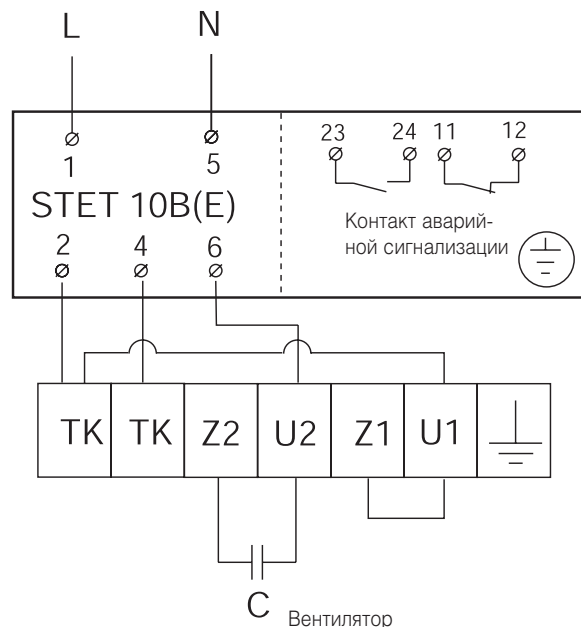 L N
23 24 11 12
1 5
STET 10B(E)
Контакт аварий-
ной сигнализации
2 4 6
TK TK Z2 U2 Z1 U1
C
Вентилятор